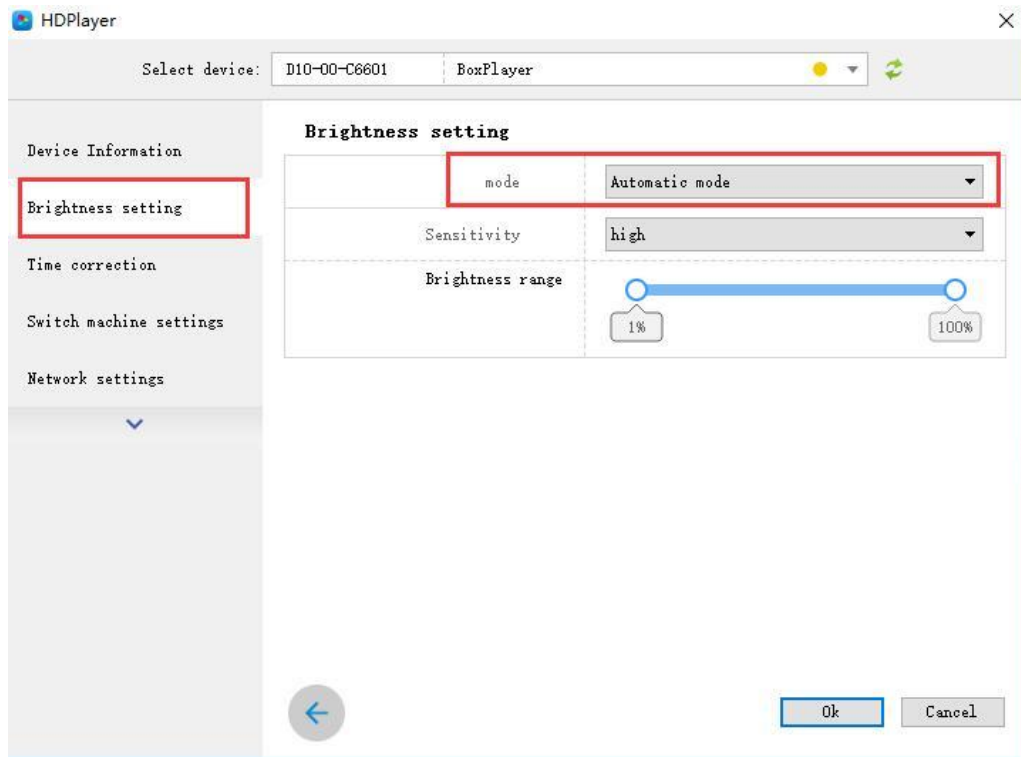 HDPlayer
Select device: D10-00-C6601 BoxPlayer
Device Information
Brightness setting
Time correction
Switch machine settings
Network settings
Brightness setting
mode Automatic mode
Sensitivity high
Brightness range
1% 100%
Ok Cancel